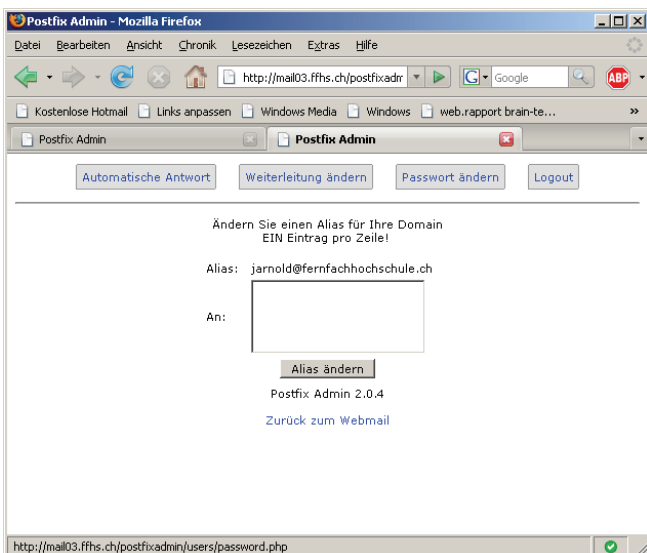 Postfix Admin - Mozilla Firefox
Datei Bearbeiten Ansicht Chronik Lesezeichen Extras Hilfe
http://mail03.ffhs.ch/postfixadr G Google ABP
Kostenlose Hotmail Links anpassen Windows Media Windows web.rapport brain-te... »
Postfix Admin Postfix Admin
Automatische Antwort Weiterleitung ändern Passwort ändern Logout
Ändern Sie einen Alias für Ihre Domain
EIN Eintrag pro Zeile!
Alias: jarnold@fernfachhochschule.ch
An:
Alias ändern
Postfix Admin 2.0.4
Zurück zum Webmail
http://mail03.ffhs.ch/postfixadmin/users/password.php